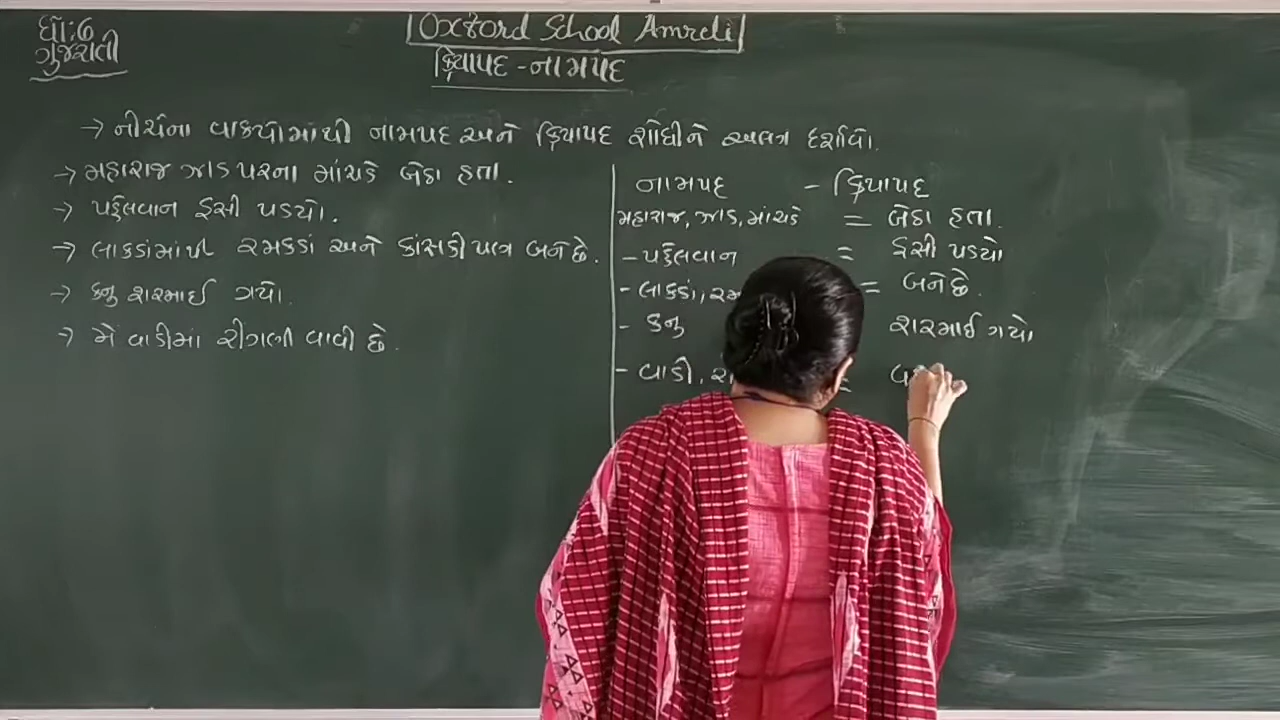 ધો:6
ગુજરાતી
Oxford School Amreli
ક્રિયાપદ - નામપદ
→ નીચેના વાક્યોમાંથી નામપદ અને ક્રિયાપદ શોધીને અલગ દર્શાવો.
→ મહારાજ ઝાડ પરના માંચડે બેઠા હતા.
→ પહેલવાન હસી પડયો.
→ લાકડાંમાંથી રમકડાં અને કાંસકી પણ બને છે.
→ કનુ શરમાઈ ગયો.
→ મેં વાડીમાં રીંગણી વાવી છે.
નામપદ - ક્રિયાપદ
મહારાજ, ઝાડ, માંચડે = બેઠા હતા.
- પહેલવાન = હસી પડયો
- લાકડાં, = બને છે.
- કનુ શરમાઈ ગયો
- વાડી, =